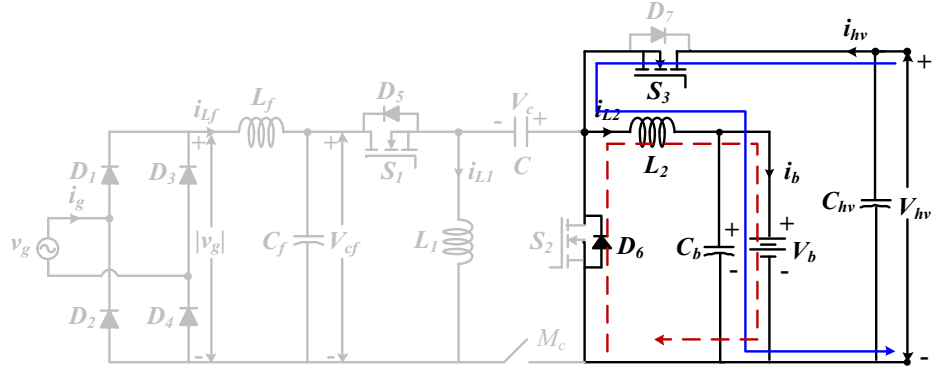 D7
ihv
+
S3
Lf
iLf
D5
Vc
- +
iL2
+ +
S1
C
L2
D1
D3
iL1
ib
ig
vg
|vg|
Cf
Vcf
L1
S2
D6
Cb
+
-
+
Vb
-
Chv
Vhv
D2
D4
Mc
- -
-